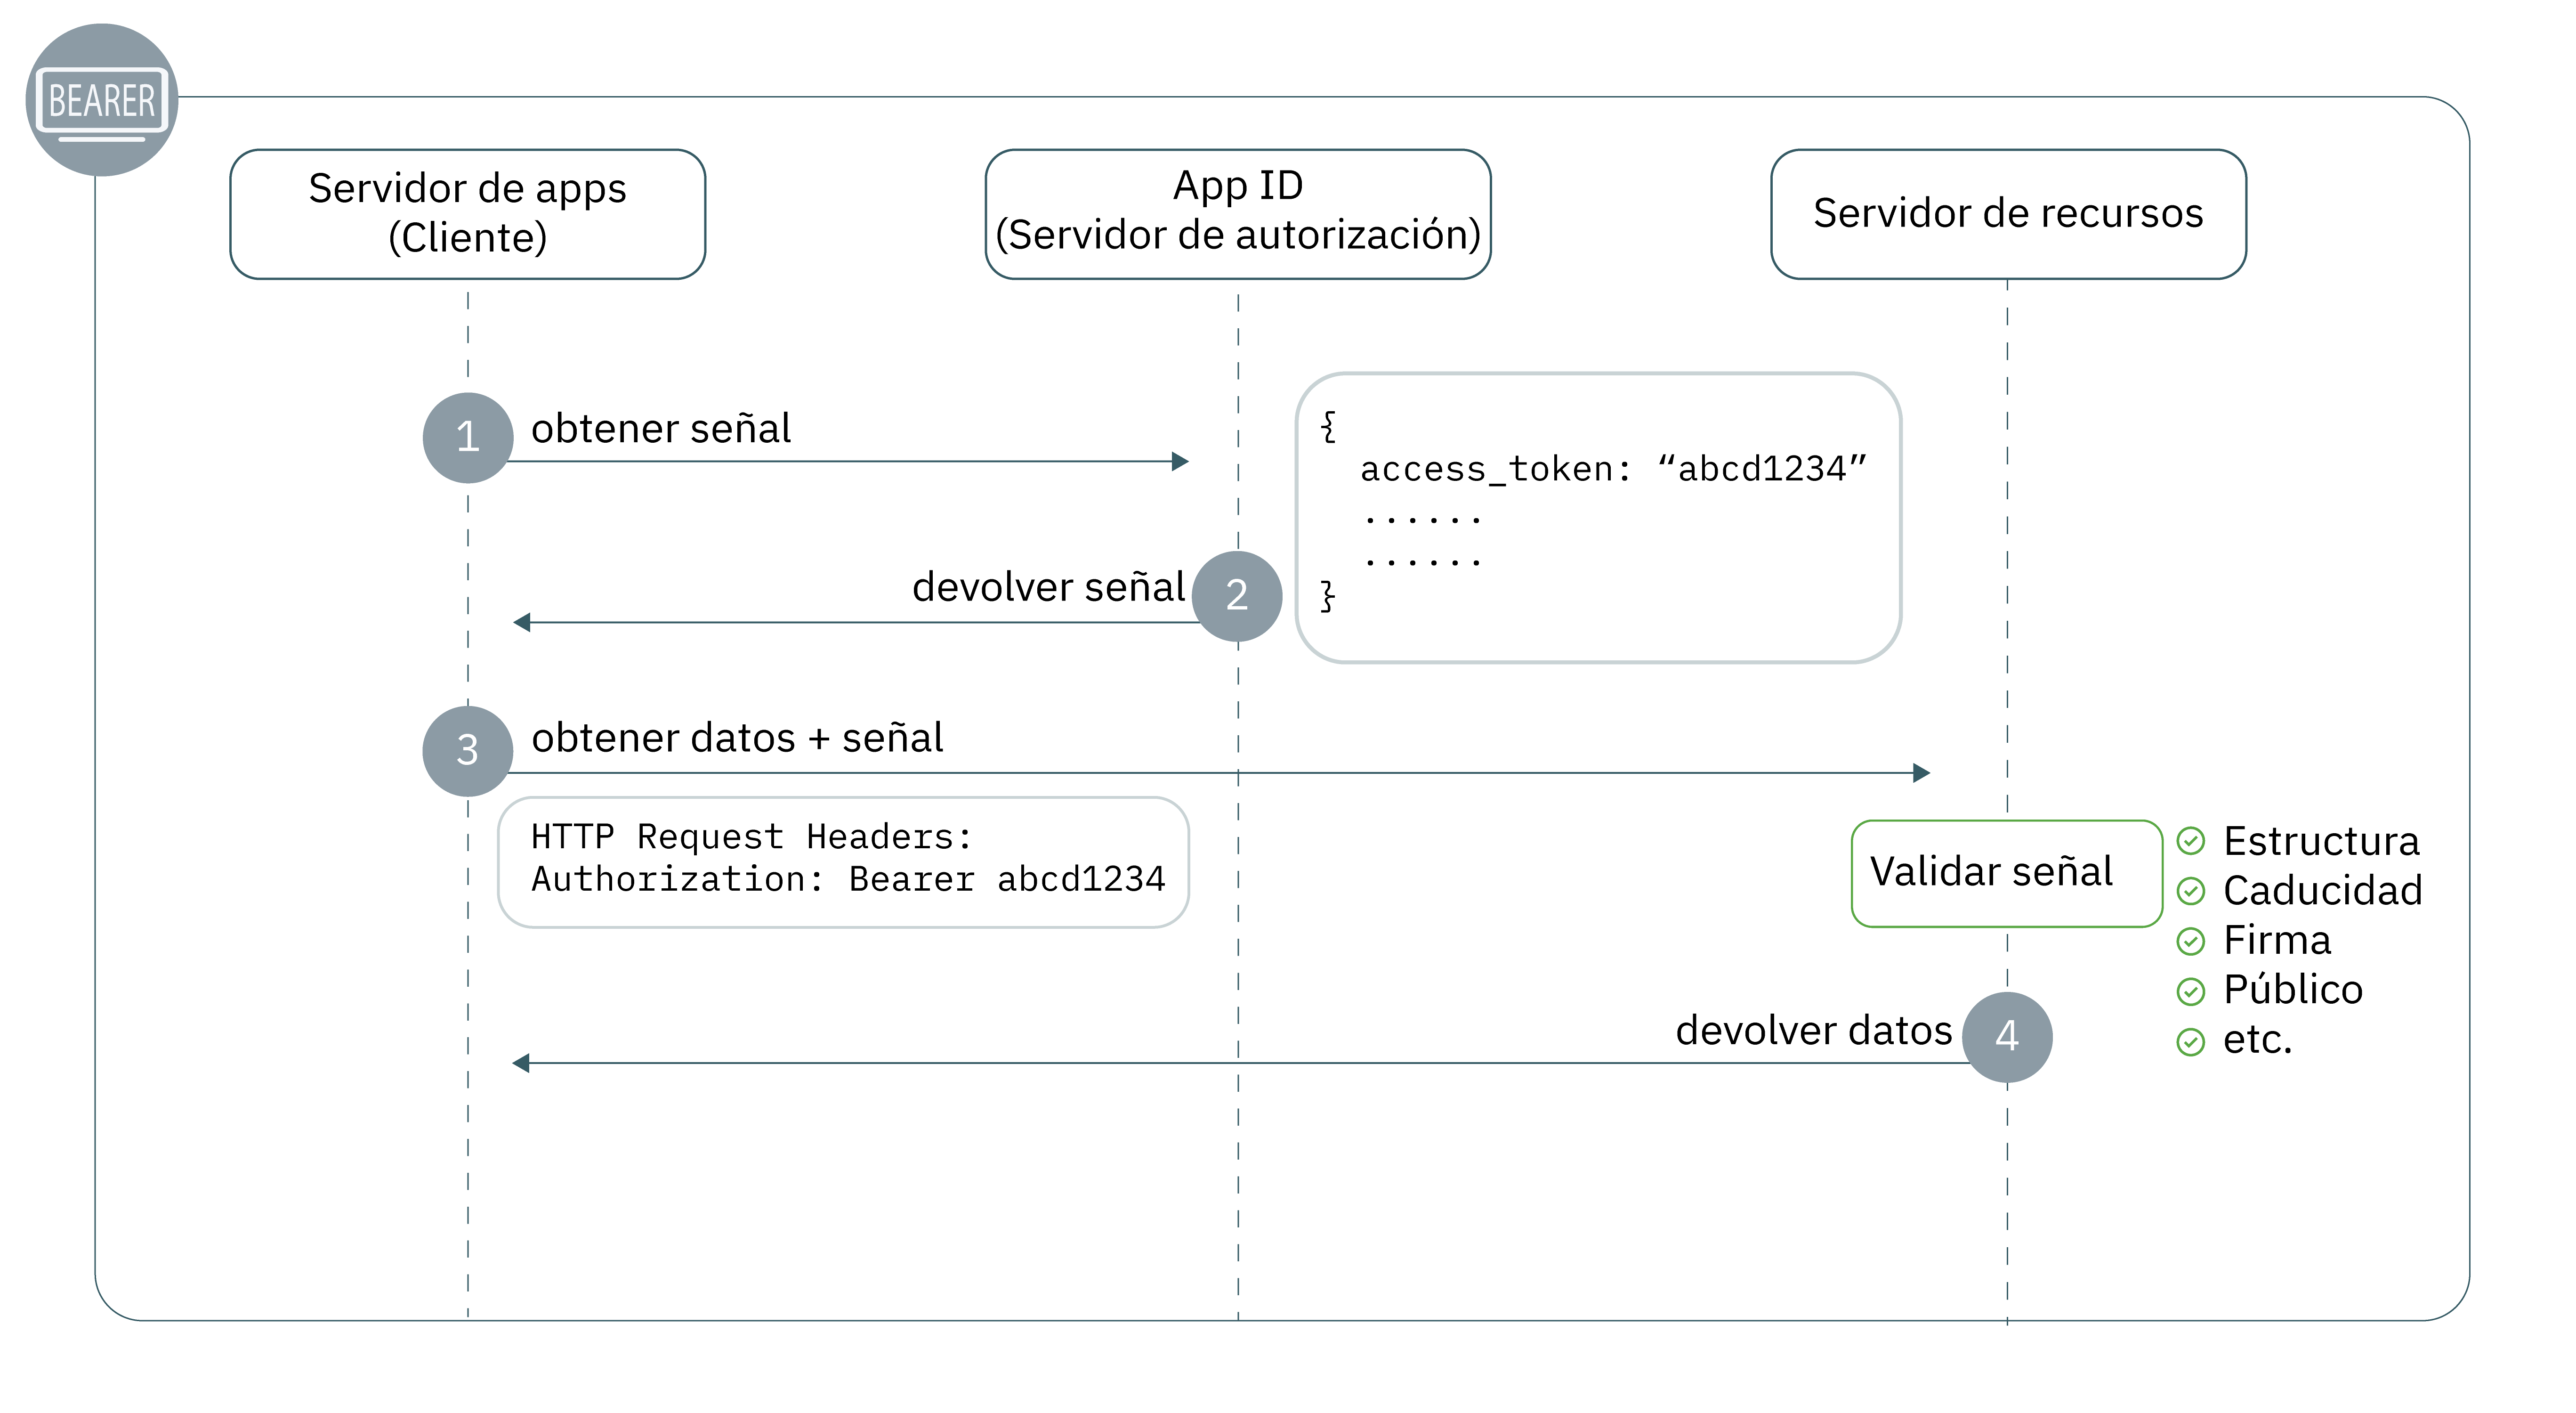 BEARER
Servidor de apps
(Cliente)
App ID
(Servidor de autorización)
Servidor de recursos
1
obtener señal
{
access_token: “abcd1234”
......
......
}
devolver señal
2
3
obtener datos + señal
HTTP Request Headers:
Authorization: Bearer abcd1234
Validar señal
Estructura
Caducidad
Firma
Público
etc.
devolver datos
4